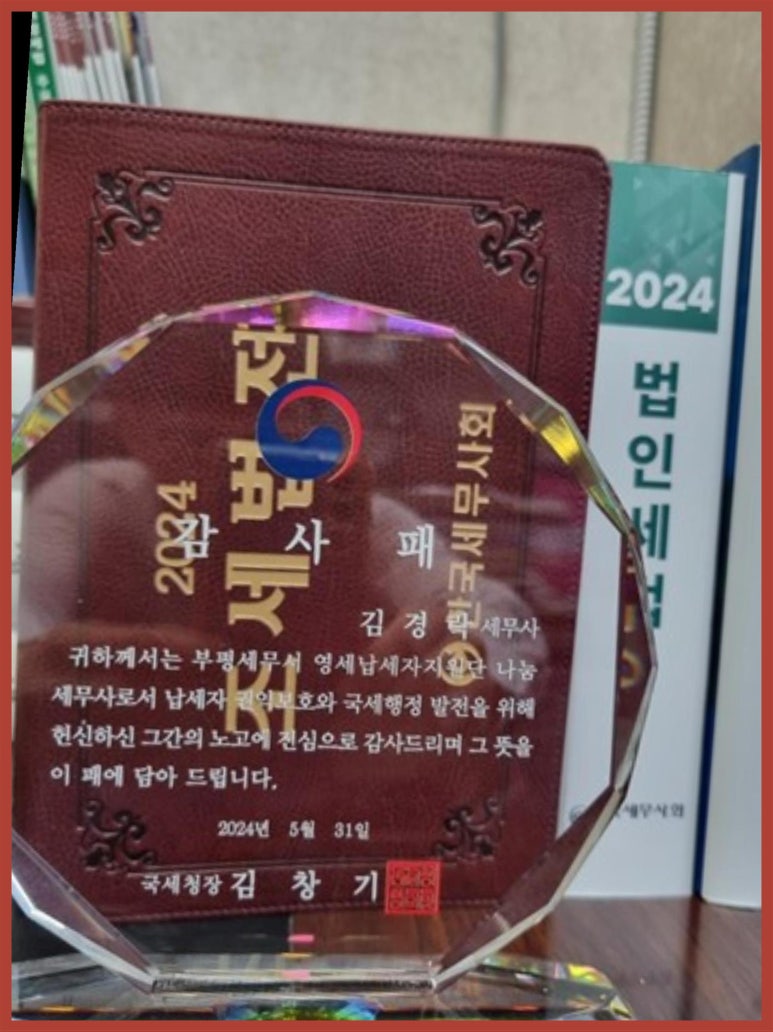 감 사 패
김 경 락 세무사
귀하께서는 부평세무서 영세납세자지원단 나눔
세무사로서 납세자 권익보호와 국세행정 발전을 위해
헌신하신 그간의 노고에 진심으로 감사드리며 그 뜻을
이 패에 담아 드립니다.
2024년 5월 31일
국세청장 김 창 기
2024
조세법전
한국세무사회
2024
법인세법